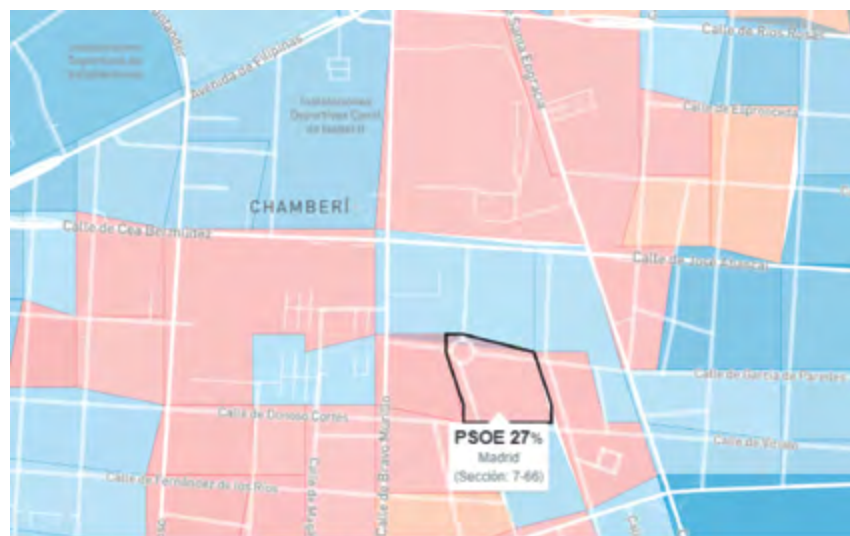 Santander
Santa Engracia
Calle de Ríos Rosas
Avenida de Filipinas
Instalaciones
Deportivas Canal
de Isabel II
Calle de Espronceda
CHAMBERÍ
Calle de Cea Bermúdez
Calle de José Abascal
Calle de García de Paredes
Calle de Donoso Cortés
Calle de Bravo Murillo
PSOE 27%
Madrid
(Sección: 7-66)
Calle de Viriato
Calle de Fernández de los Ríos